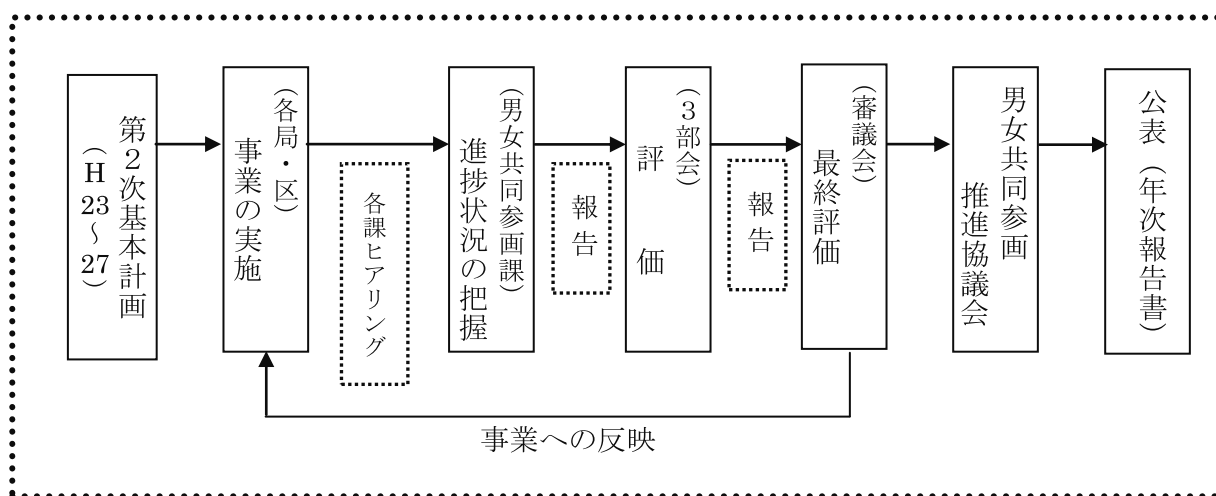 第２次基本計画
（H 23～27）
（各局・区）
事業の実施
各課ヒアリング
（男女共同参画課）
進捗状況の把握
報告
（３部会）
評価
報告
（審議会）
最終評価
男女共同参画
推進協議会
公表（年次報告書）
事業への反映